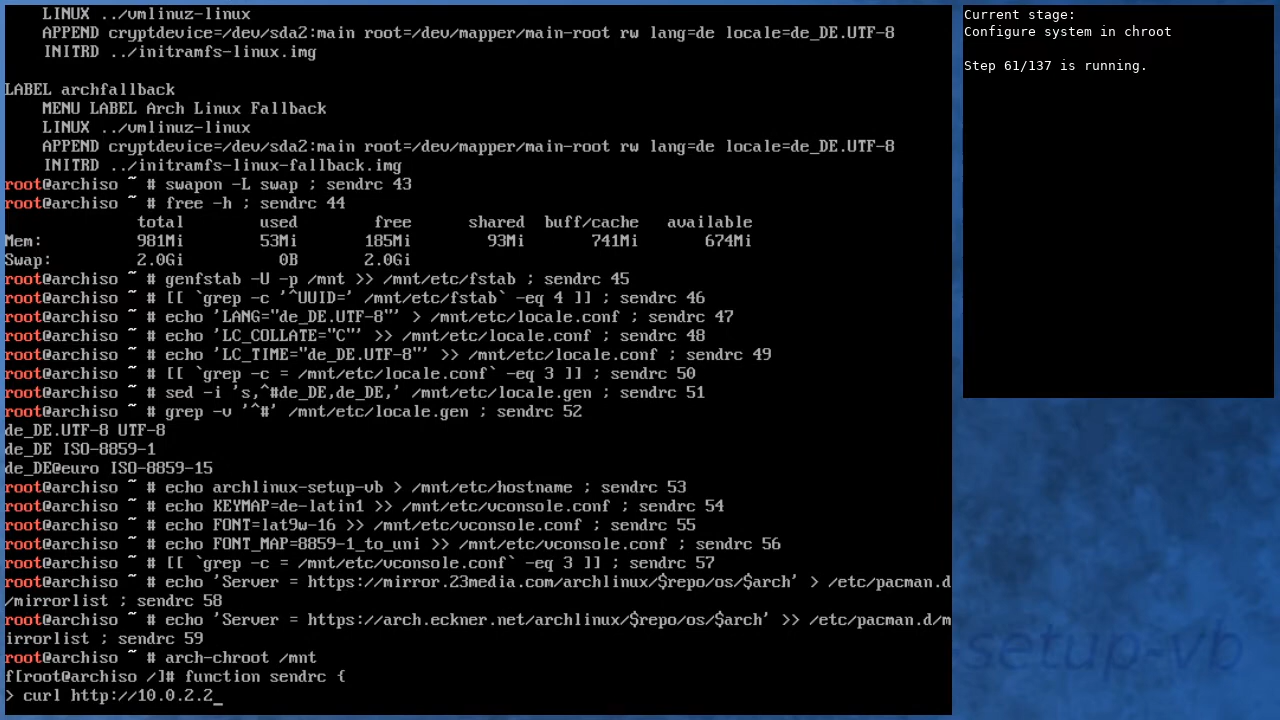 LINUX ../vmlinuz-linux
APPEND cryptdevice=/dev/sda2:main root=/dev/mapper/main-root rw lang=de locale=de_DE.UTF-8
INITRD ../initramfs-linux.img
LABEL archfallback
MENU LABEL Arch Linux Fallback
LINUX ../vmlinuz-linux
APPEND cryptdevice=/dev/sda2:main root=/dev/mapper/main-root rw lang=de locale=de_DE.UTF-8
INITRD ../initramfs-linux-fallback.img
root@archiso ~ # swapon -L swap ; sendrc 43
root@archiso ~ # free -h ; sendrc 44
total used free shared buff/cache available
Mem: 981Mi 53Mi 185Mi 93Mi 741Mi 674Mi
Swap: 2.0Gi 0B 2.0Gi
root@archiso ~ # genfstab -U -p /mnt >> /mnt/etc/fstab ; sendrc 45
root@archiso ~ # [[ `grep -c '^UUID=' /mnt/etc/fstab` -eq 4 ]] ; sendrc 46
root@archiso ~ # echo 'LANG="de_DE.UTF-8"' > /mnt/etc/locale.conf ; sendrc 47
root@archiso ~ # echo 'LC_COLLATE="C"' >> /mnt/etc/locale.conf ; sendrc 48
root@archiso ~ # echo 'LC_TIME="de_DE.UTF-8"' >> /mnt/etc/locale.conf ; sendrc 49
root@archiso ~ # [[ `grep -c = /mnt/etc/locale.conf` -eq 3 ]] ; sendrc 50
root@archiso ~ # sed -i 's,^#de_DE,de_DE,' /mnt/etc/locale.gen ; sendrc 51
root@archiso ~ # grep -v '^#' /mnt/etc/locale.gen ; sendrc 52
de_DE.UTF-8 UTF-8
de_DE ISO-8859-1
de_DE@euro ISO-8859-15
root@archiso ~ # echo archlinux-setup-vb > /mnt/etc/hostname ; sendrc 53
root@archiso ~ # echo KEYMAP=de-latin1 >> /mnt/etc/vconsole.conf ; sendrc 54
root@archiso ~ # echo FONT=lat9w-16 >> /mnt/etc/vconsole.conf ; sendrc 55
root@archiso ~ # echo FONT_MAP=8859-1_to_uni >> /mnt/etc/vconsole.conf ; sendrc 56
root@archiso ~ # [[ `grep -c = /mnt/etc/vconsole.conf` -eq 3 ]] ; sendrc 57
root@archiso ~ # echo 'Server = https://mirror.23media.com/archlinux/$repo/os/$arch' > /etc/pacman.d
/mirrorlist ; sendrc 58
root@archiso ~ # echo 'Server = https://arch.eckner.net/archlinux/$repo/os/$arch' >> /etc/pacman.d/m
irrorlist ; sendrc 59
root@archiso ~ # arch-chroot /mnt
f[root@archiso /]# function sendrc {
> curl http://10.0.2.2_
Current stage:
Configure system in chroot
Step 61/137 is running.
-setup-vb